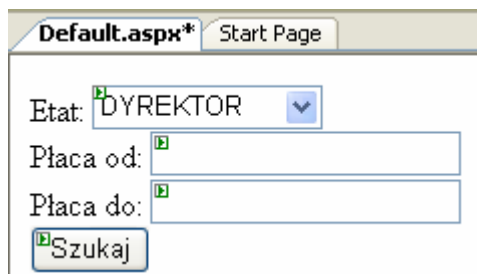 Default.aspx* Start Page
Etat: DYREKTOR
Płaca od:
Płaca do:
Szukaj